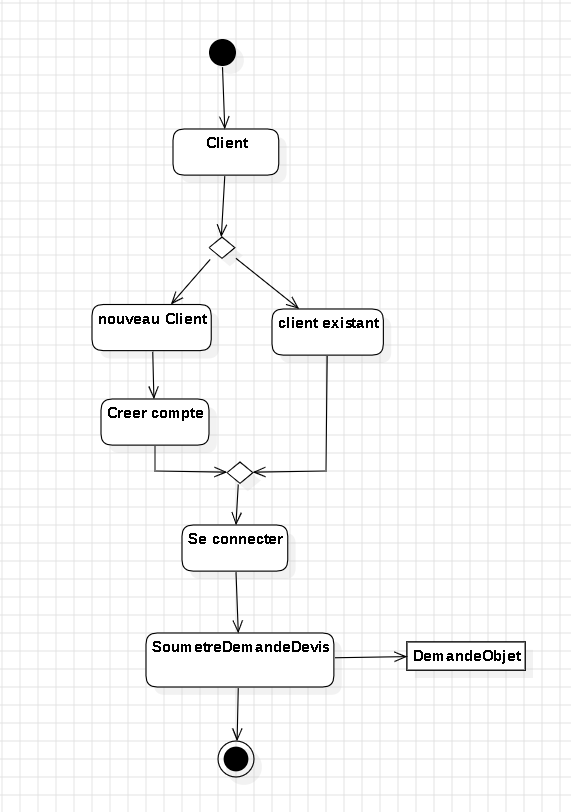 Client
nouveau Client
client existant
Creer compte
Se connecter
SoumetreDemandeDevis
DemandeObjet